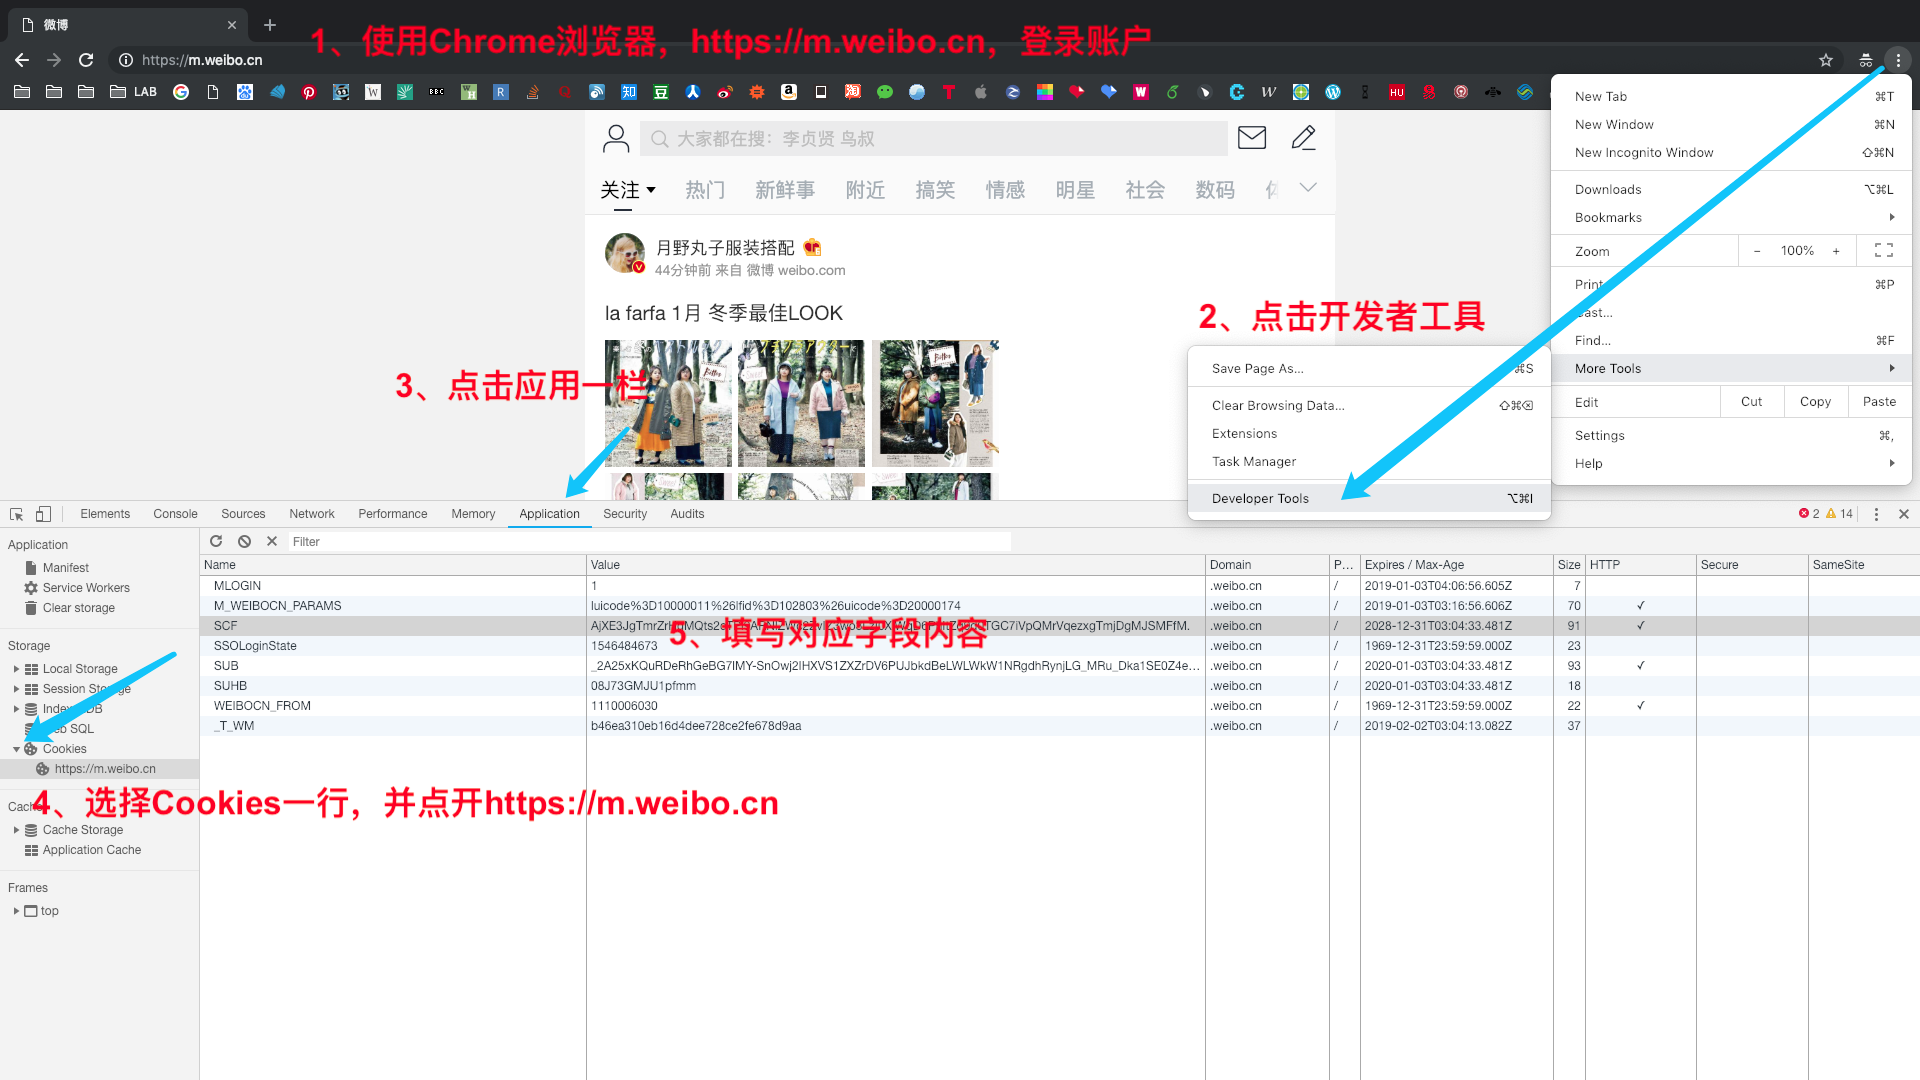 微博
1、使用Chrome浏览器，https://m.weibo.cn，登录账户
https://m.weibo.cn
LAB
大家都在搜：李贞贤 鸟叔
关注 热门 新鲜事 附近 搞笑 情感 明星 社会 数码
月野丸子服装搭配
44分钟前 来自 微博 weibo.com
la farfa 1月 冬季最佳LOOK
New Tab ⌘T
New Window ⌘N
New Incognito Window ⇧⌘N
Downloads ⌥⌘L
Bookmarks
Zoom - 100% +
Print ⌘P
Find... ⌘F
More Tools
Edit Cut Copy Paste
Settings ⌘,
Help
2、点击开发者工具
Save Page As... ⌘S
Clear Browsing Data... ⇧⌘⌫
Extensions
Task Manager
Developer Tools ⌥⌘I
3、点击应用一栏
Elements Console Sources Network Performance Memory Application Security Audits 2 14
Application
Manifest
Service Workers
Clear storage
Storage
Local Storage
Session Storage
SQL
Cookies
https://m.weibo.cn
4、选择Cookies一行，并点开https://m.weibo.cn
Cache Storage
Application Cache
Frames
top
Filter
Name Value Domain P... Expires / Max-Age Size HTTP Secure SameSite
MLOGIN 1 .weibo.cn / 2019-01-03T04:06:56.605Z 7
M_WEIBOCN_PARAMS luicode%3D10000011%26lfid%3D102803%26uicode%3D20000174 .weibo.cn / 2019-01-03T03:16:56.606Z 70 ✓
SCF .weibo.cn / 2028-12-31T03:04:33.481Z 91 ✓
5、填写对应字段内容
SSOLoginState 1546484673 .weibo.cn / 1969-12-31T23:59:59.000Z 23
SUB _2A25xKQuRDeRhGeBG7lMY-SnOwj2lHXVS1ZXZrDV6PUJbkdBeLWLWkW1NRgdhRynjLG_MRu_Dka1SE0Z4e... .weibo.cn / 2020-01-03T03:04:33.481Z 93 ✓
SUHB 08J73GMJU1pfmm .weibo.cn / 2020-01-03T03:04:33.481Z 18
WEIBOCN_FROM 1110006030 .weibo.cn / 1969-12-31T23:59:59.000Z 22 ✓
_T_WM b46ea310eb16d4dee728ce2fe678d9aa .weibo.cn / 2019-02-02T03:04:13.082Z 37